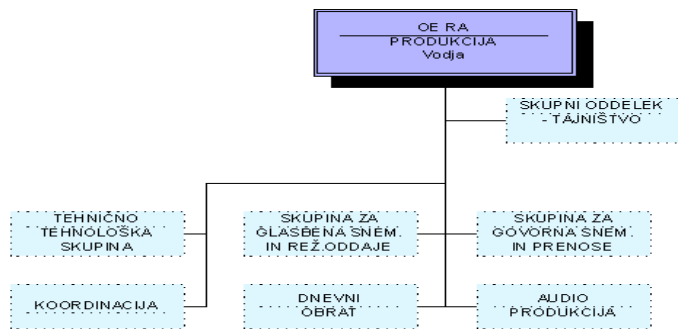 OE RA
PRODUKCIJA
Vodja
SKUPNI ODDELEK
- TAJNIŠTVO
TEHNIČNO
TEHNOLOŠKA
SKUPINA
SKUPINA ZA
GLASBENA SNEM.
IN REŽ.ODDAJE
SKUPINA ZA
GOVORNA SNEM.
IN PRENOSE
KOORDINACIJA
DNEVNI
OBRAT
AUDIO
PRODUKCIJA